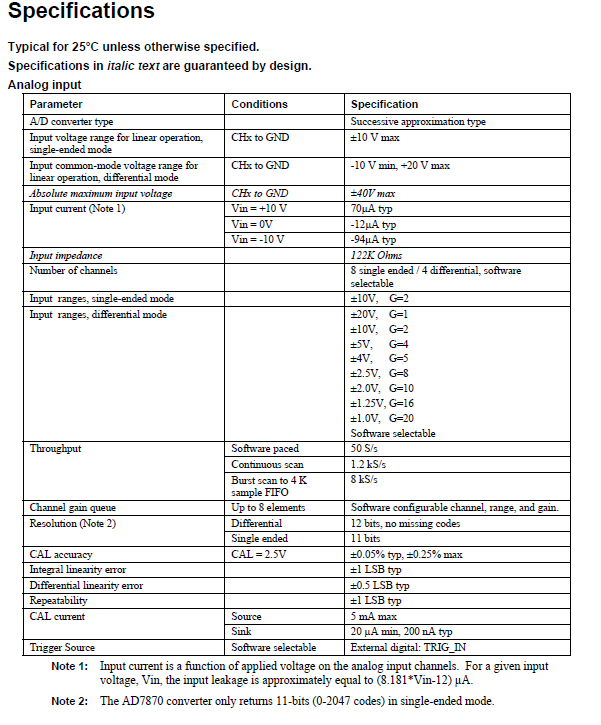 Specifications
Typical for 25°C unless otherwise specified.
Specifications in italic text are guaranteed by design.
Analog input
Parameter Conditions Specification
A/D converter type Successive approximation type
Input voltage range for linear operation, CHx to GND ±10 V max
single-ended mode
Input common-mode voltage range for CHx to GND -10 V min, +20 V max
linear operation, differential mode
Absolute maximum input voltage CHx to GND ±40V max
Input current (Note 1) Vin = +10 V 70µA typ
Vin = 0V -12µA typ
Vin = -10 V -94µA typ
Input impedance 122K Ohms
Number of channels 8 single ended / 4 differential, software
selectable
Input ranges, single-ended mode ±10V, G=2
Input ranges, differential mode ±20V, G=1
±10V, G=2
±5V, G=4
±4V, G=5
±2.5V, G=8
±2.0V, G=10
±1.25V, G=16
±1.0V, G=20
Software selectable
Throughput Software paced 50 S/s
Continuous scan 1.2 kS/s
Burst scan to 4 K 8 kS/s
sample FIFO
Channel gain queue Up to 8 elements Software configurable channel, range, and gain.
Resolution (Note 2) Differential 12 bits, no missing codes
Single ended 11 bits
CAL accuracy CAL = 2.5V ±0.05% typ, ±0.25% max
Integral linearity error ±1 LSB typ
Differential linearity error ±0.5 LSB typ
Repeatability ±1 LSB typ
CAL current Source 5 mA max
Sink 20 µA min, 200 nA typ
Trigger Source Software selectable External digital: TRIG_IN
Note 1: Input current is a function of applied voltage on the analog input channels. For a given input
voltage, Vin, the input leakage is approximately equal to (8.181*Vin-12) µA.
Note 2: The AD7870 converter only returns 11-bits (0-2047 codes) in single-ended mode.